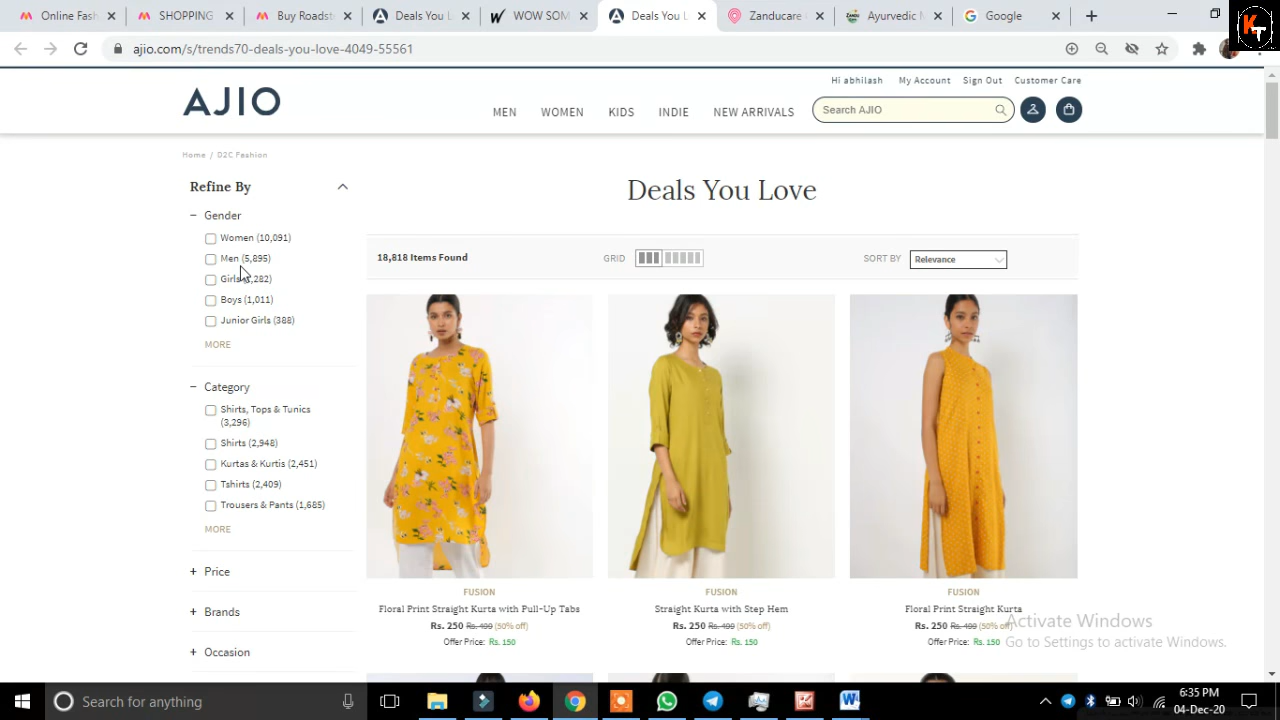 Online Fash
SHOPPING
Buy Roadst
Deals You L
WOW SOM
Deals You L
Zanducare
Ayurvedic M
Google
KT
ajio.com/s/trends70-deals-you-love-4049-55561
Hi abhilash My Account Sign Out Customer Care
AJIO
MEN WOMEN KIDS INDIE NEW ARRIVALS
Search AJIO
Home / D2C Fashion
Refine By
Deals You Love
− Gender
Women (10,091)
Men (5,895)
Girls ,282)
Boys (1,011)
Junior Girls (388)
MORE
18,818 Items Found
GRID
SORT BY Relevance
− Category
Shirts, Tops & Tunics
(3,296)
Shirts (2,948)
Kurtas & Kurtis (2,451)
Tshirts (2,409)
Trousers & Pants (1,685)
MORE
+ Price
+ Brands
+ Occasion
FUSION
Floral Print Straight Kurta with Pull-Up Tabs
Rs. 250 Rs. 499 (50% off)
Offer Price: Rs. 150
FUSION
Straight Kurta with Step Hem
Rs. 250 Rs. 499 (50% off)
Offer Price: Rs. 150
FUSION
Floral Print Straight Kurta
Rs. 250 Rs. 499 (50% off)
Offer Price: Rs. 150
Activate Windows
Go to Settings to activate Windows.
Search for anything
6:35 PM
04-Dec-20